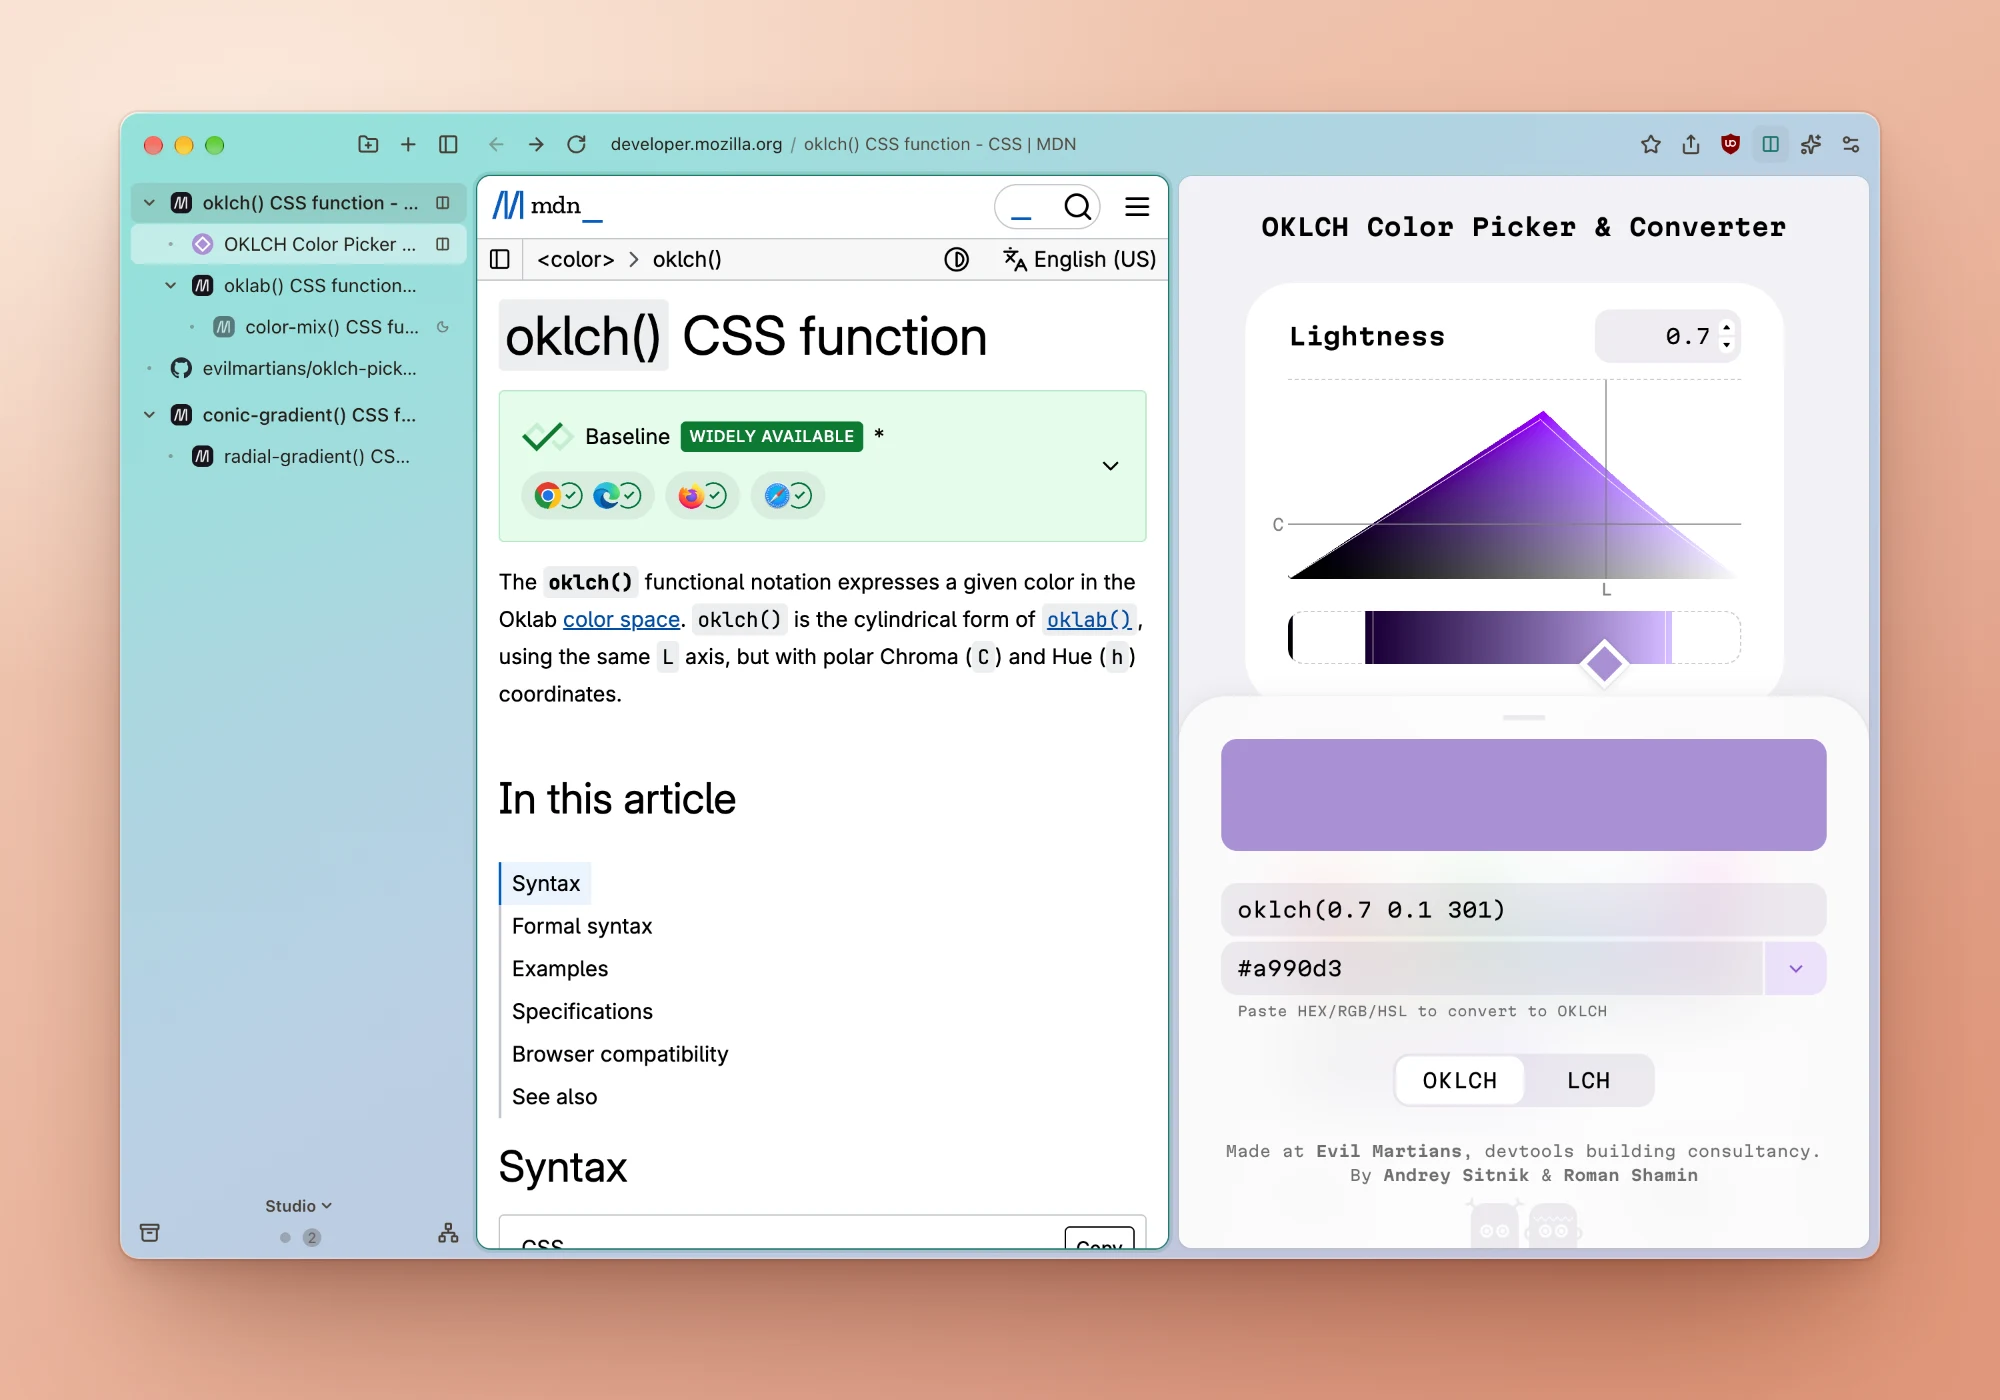 developer.mozilla.org / oklch() CSS function - CSS | MDN
oklch() CSS function - ...
OKLCH Color Picker ...
oklab() CSS function...
color-mix() CSS fu...
evilmartians/oklch-pick...
conic-gradient() CSS f...
radial-gradient() CS...
Studio
2
mdn_
<color> > oklch()
English (US)
oklch() CSS function
Baseline WIDELY AVAILABLE *
The oklch() functional notation expresses a given color in the
Oklab color space. oklch() is the cylindrical form of oklab(),
using the same L axis, but with polar Chroma (C) and Hue (h)
coordinates.
In this article
Syntax
Formal syntax
Examples
Specifications
Browser compatibility
See also
Syntax
CSS
Copy
OKLCH Color Picker & Converter
Lightness
0.7
C
L
oklch(0.7 0.1 301)
#a990d3
Paste HEX/RGB/HSL to convert to OKLCH
OKLCH
LCH
Made at Evil Martians, devtools building consultancy.
By Andrey Sitnik & Roman Shamin